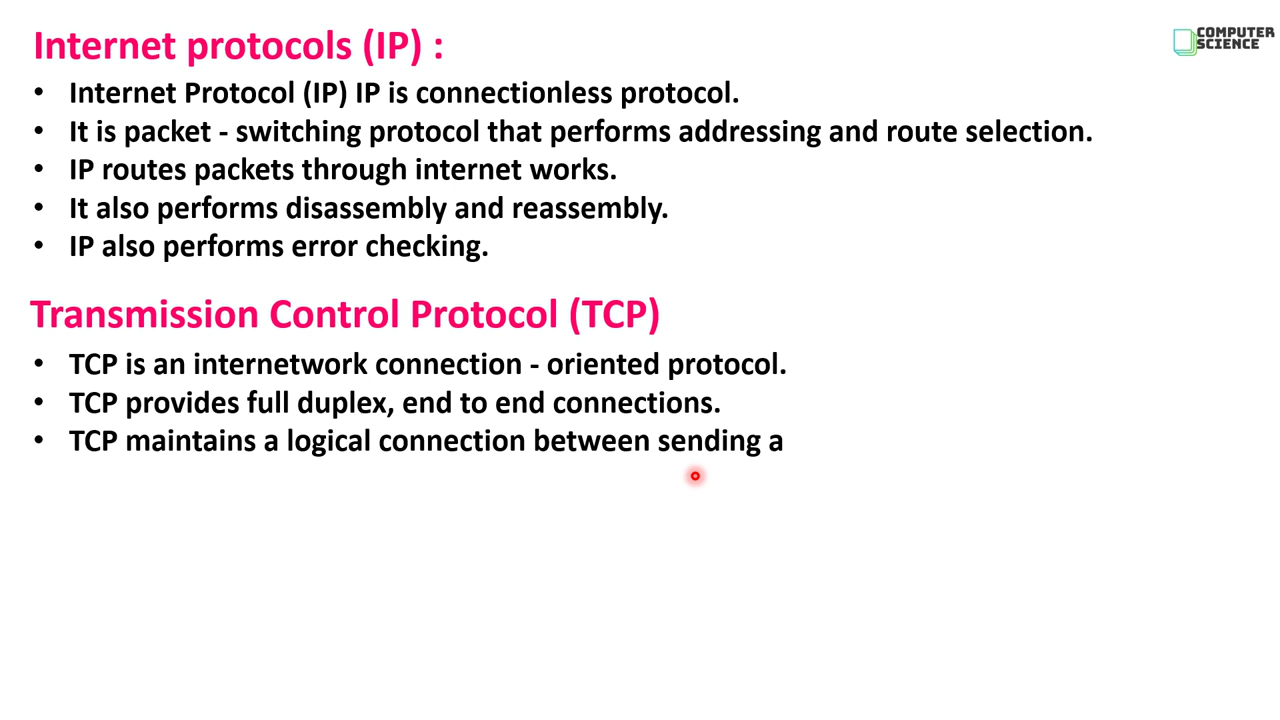 Internet protocols (IP) :
COMPUTER
SCIENCE
• Internet Protocol (IP) IP is connectionless protocol.
• It is packet - switching protocol that performs addressing and route selection.
• IP routes packets through internet works.
• It also performs disassembly and reassembly.
• IP also performs error checking.
Transmission Control Protocol (TCP)
• TCP is an internetwork connection - oriented protocol.
• TCP provides full duplex, end to end connections.
• TCP maintains a logical connection between sending a